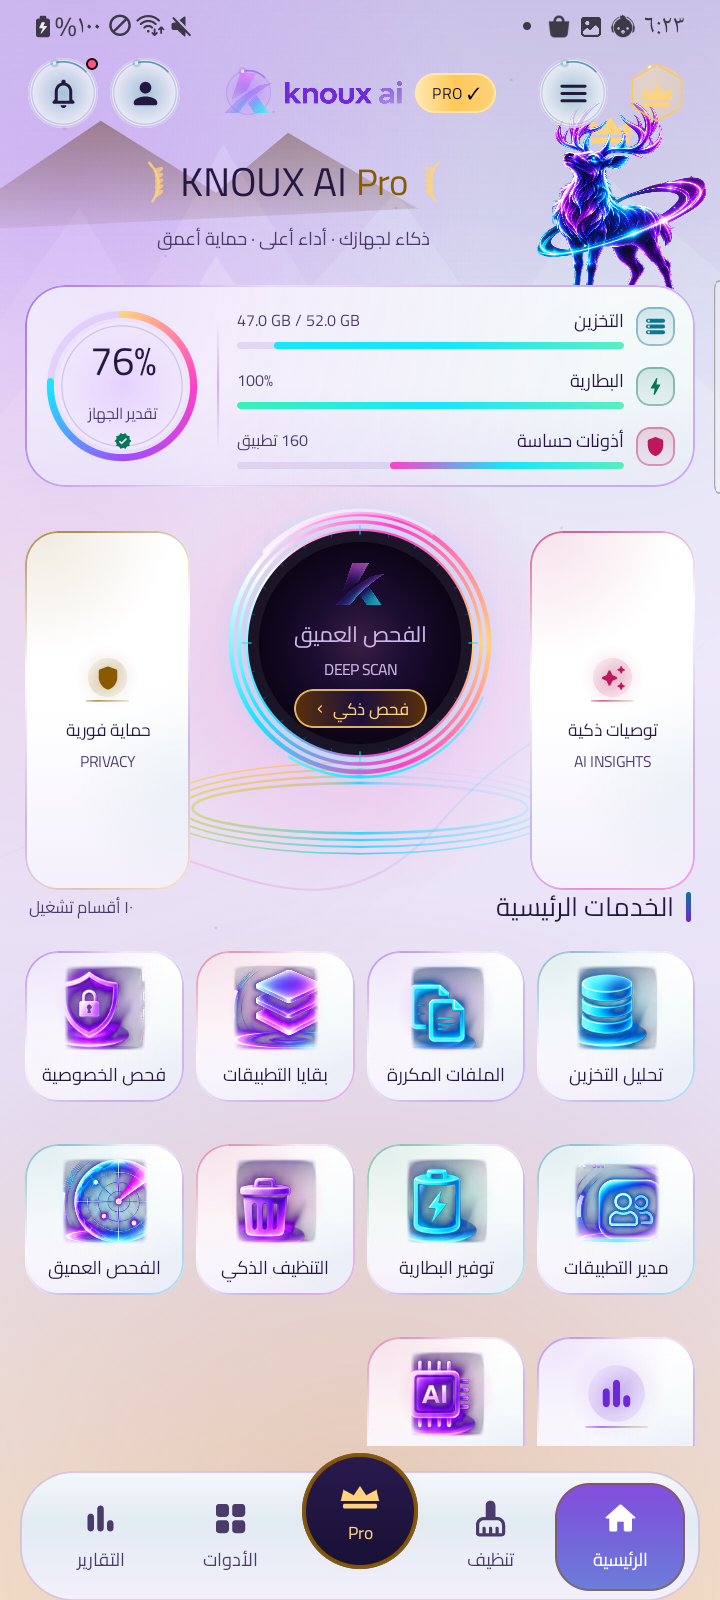 ٦:٢٣
%١٠٠
knoux ai
PRO ✓
KNOUX AI Pro
ذكاء لجهازك · أداء أعلى · حماية أعمق
التخزين
47.0 GB / 52.0 GB
البطارية
100%
أذونات حساسة
160 تطبيق
76%
تقدير الجهاز
توصيات ذكية
AI INSIGHTS
الفحص العميق
DEEP SCAN
فحص ذكي ›
حماية فورية
PRIVACY
الخدمات الرئيسية
١٠ أقسام تشغيل
تحليل التخزين
الملفات المكررة
بقايا التطبيقات
فحص الخصوصية
مدير التطبيقات
توفير البطارية
التنظيف الذكي
الفحص العميق
AI
الرئيسية
تنظيف
Pro
الأدوات
التقارير